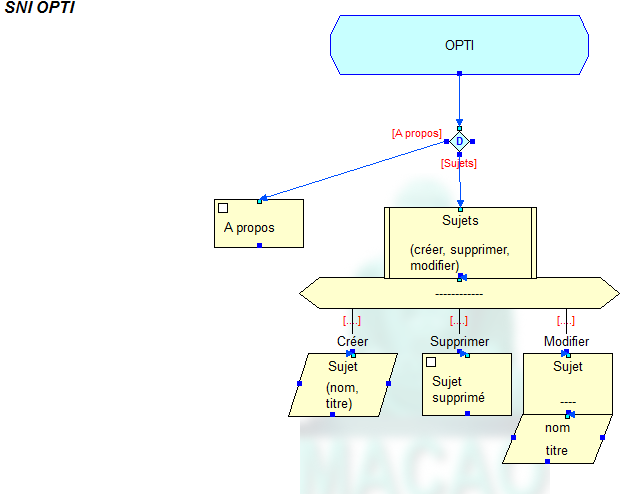 SNI OPTI
OPTI
D
[A propos]
[Sujets]
A propos
Sujets
(créer, supprimer,
modifier)
------------
[....]
[....]
[....]
Créer
Supprimer
Modifier
Sujet
(nom,
titre)
Sujet
supprimé
Sujet
----
nom
titre
MACAO